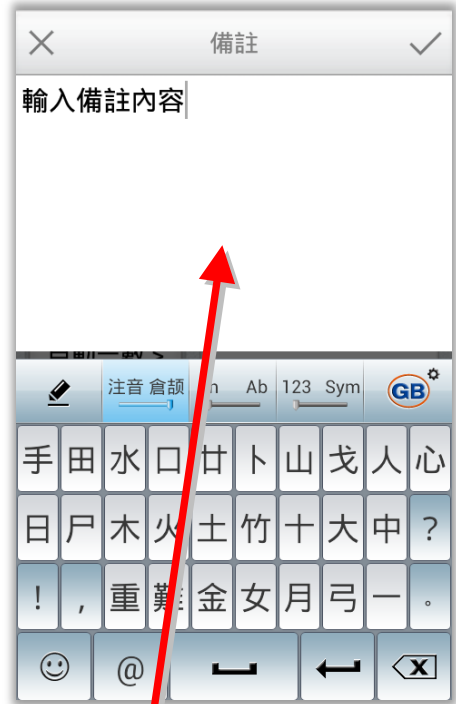 備註
輸入備註內容
注音 倉頡 Ab 123 Sym GB
手 田 水 口 廿 卜 山 戈 人 心
日 尸 木 火 土 竹 十 大 中 ?
! , 重 難 金 女 月 弓 一 。
@